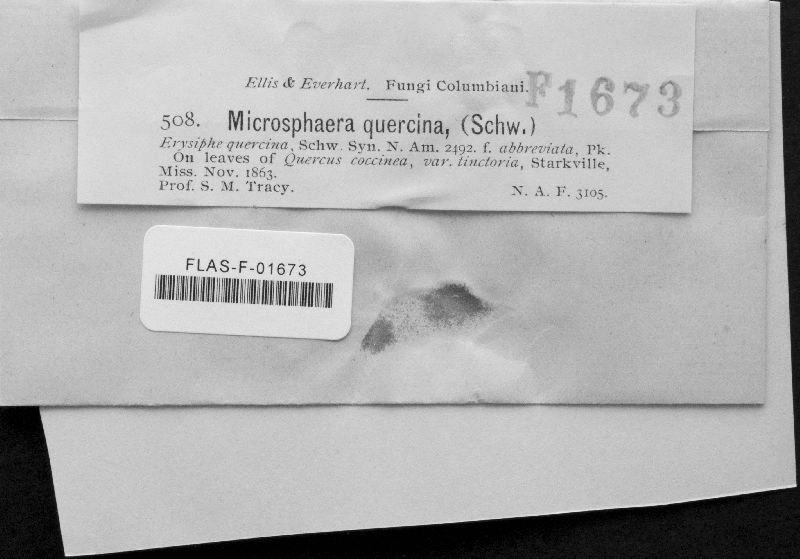 Ellis & Everhart. Fungi Columbiani.
F1673
508. Microsphaera quercina, (Schw.)
Erysiphe quercina, Schw. Syn. N. Am. 2492. f. abbreviata, Pk.
On leaves of Quercus coccinea, var. tinctoria, Starkville,
Miss. Nov. 1863.
Prof. S. M. Tracy.
N. A. F. 3105.
FLAS-F-01673